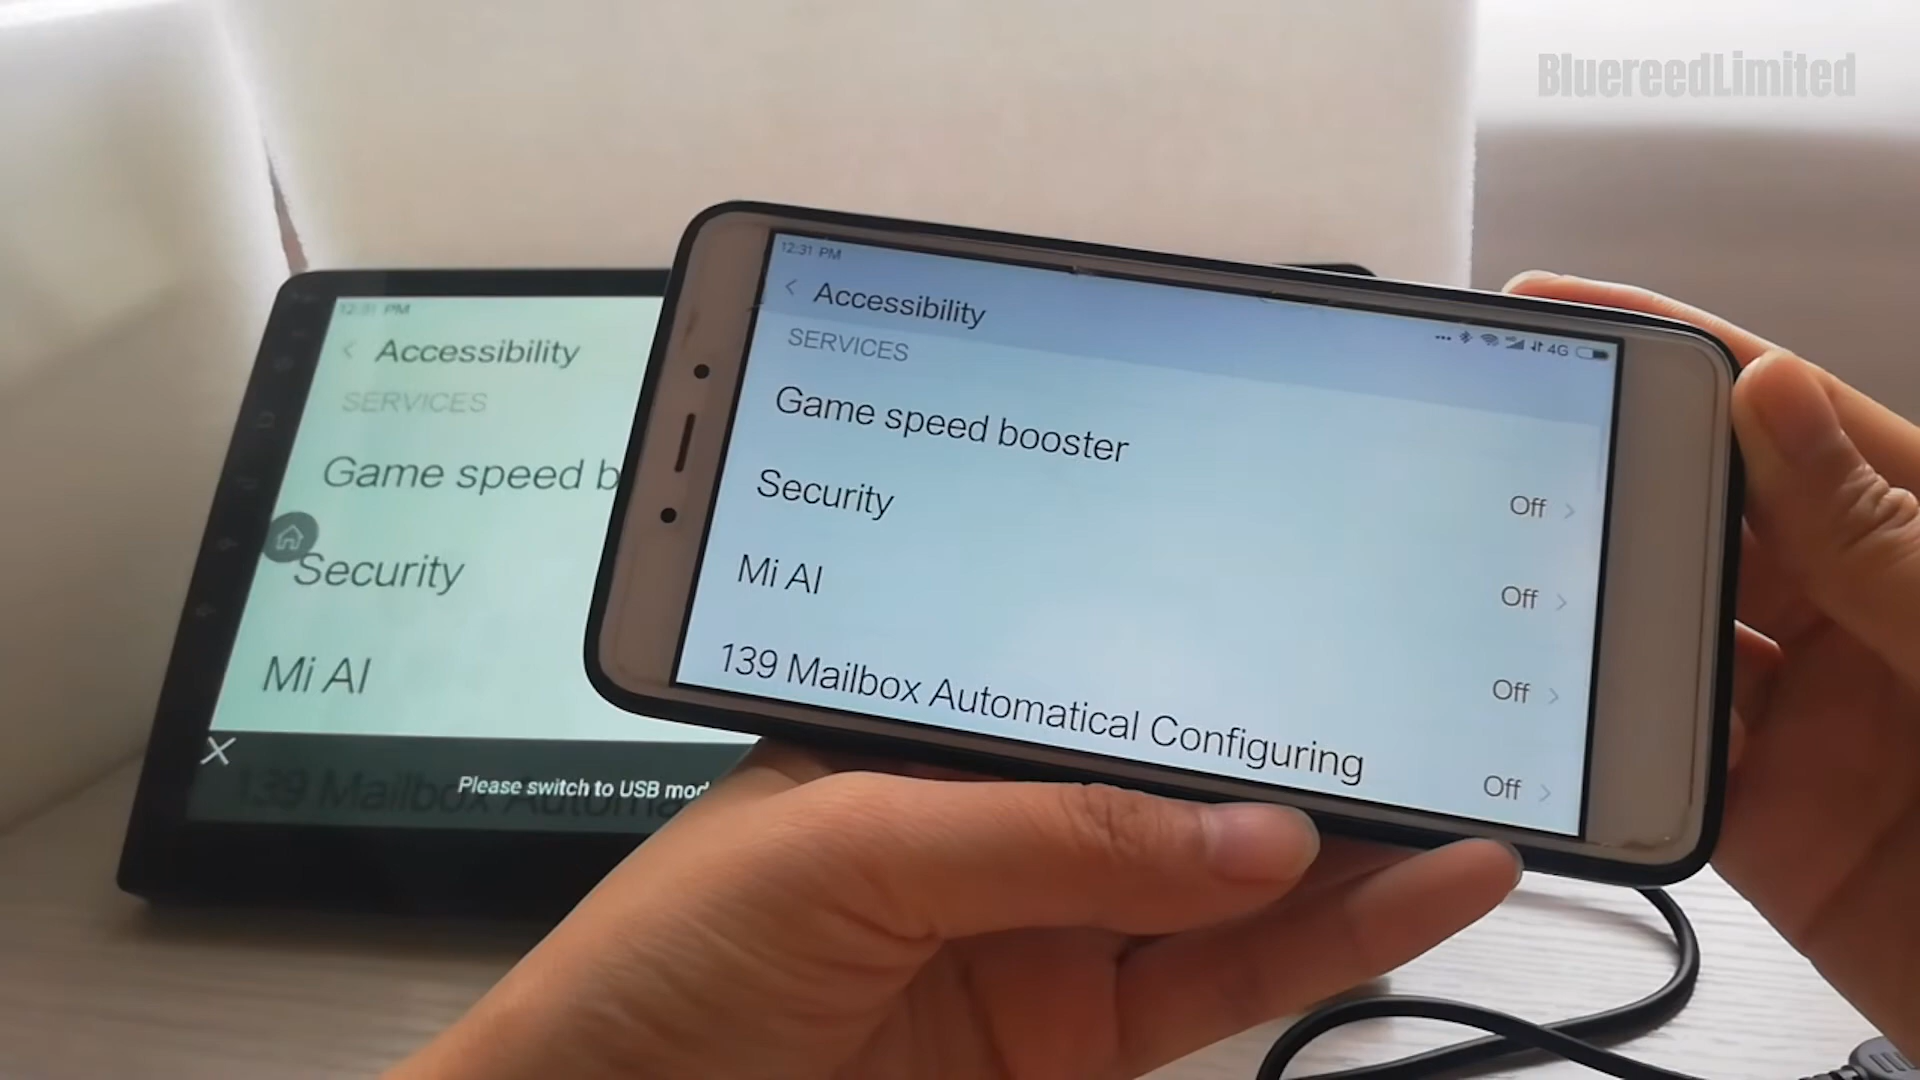 BluereedLimited
12:31 PM
Accessibility
SERVICES
Game speed b
Security
Mi AI
139 Mailbox Automa
Please switch to USB mod
12:31 PM
4G
Accessibility
SERVICES
Game speed booster
Off
Security
Off
Mi AI
Off
139 Mailbox Automatical Configuring
Off